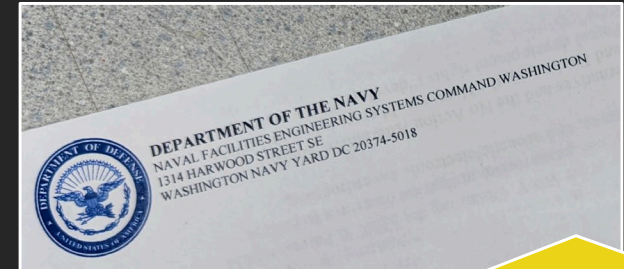 DEPARTMENT OF THE NAVY
NAVAL FACILITIES ENGINEERING SYSTEMS COMMAND WASHINGTON
1314 HARWOOD STREET SE
WASHINGTON NAVY YARD DC 20374-5018
DEPARTMENT OF DEFENSE
UNITED STATES OF AMERICA